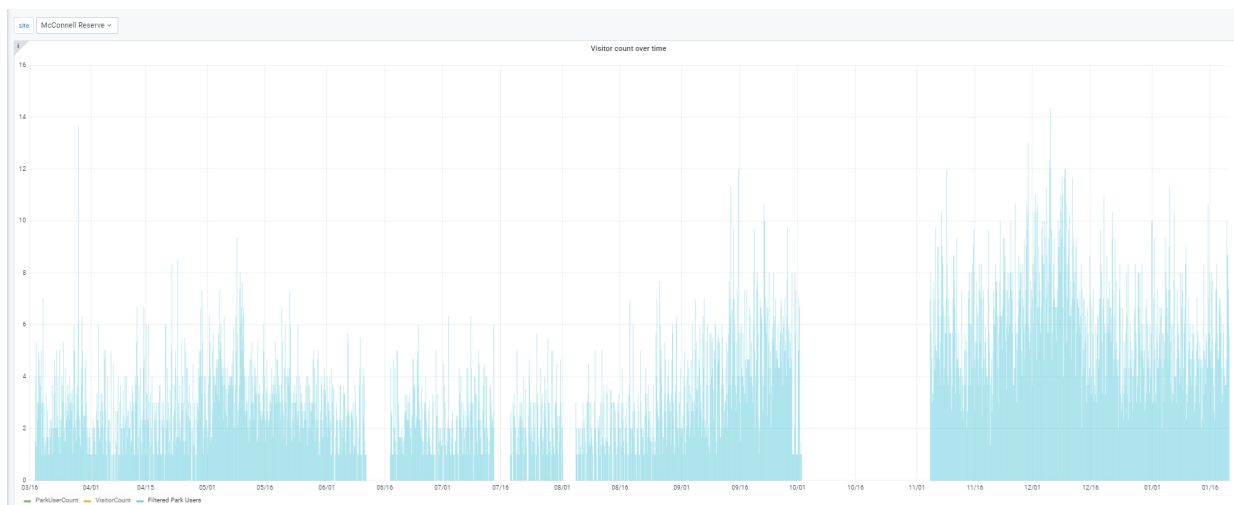 site McConnell Reserve
i
Visitor count over time
16
14
12
10
8
6
4
2
0
03/16 04/01 04/15 05/01 05/16 06/01 06/16 07/01 07/16 08/01 08/16 09/01 09/16 10/01 10/16 11/01 11/16 12/01 12/16 01/01 01/16
ParkUserCount VisitorCount Filtered Park Users